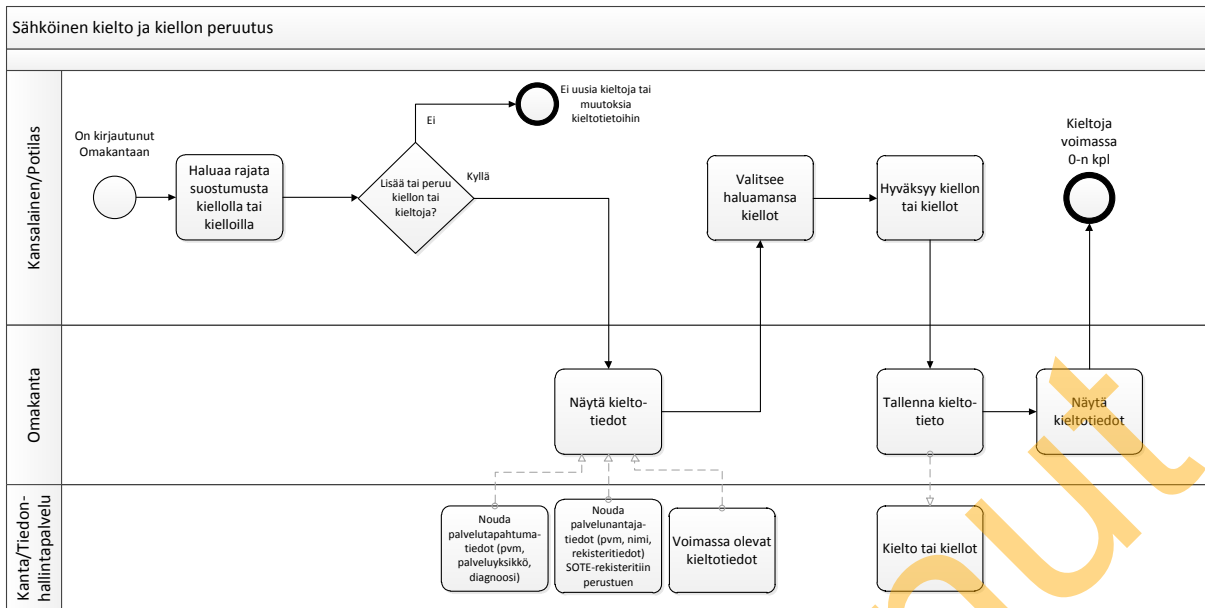 Sähköinen kielto ja kiellon peruutus
Kansalainen/Potilas
On kirjautunut
Omakantaan
Haluaa rajata
suostumusta
kiellolla tai
kielloilla
Lisää tai peruu
kiellon tai
kieltoja?
Ei
Kyllä
Ei uusia kieltoja tai
muutoksia
kieltotietoihin
Valitsee
haluamansa
kiellot
Hyväksyy kiellon
tai kiellot
Kieltoja
voimassa
0-n kpl
Omakanta
Näytä kielto-
tiedot
Tallenna kielto-
tieto
Näytä
kieltotiedot
Kanta/Tiedon-
hallintapalvelu
Nouda
palvelutapahtuma-
tiedot (pvm,
palveluyksikkö,
diagnoosi)
Nouda
palvelunantaja-
tiedot (pvm, nimi,
rekisteritiedot)
SOTE-rekisteritiin
perustuen
Voimassa olevat
kieltotiedot
Kielto tai kiellot